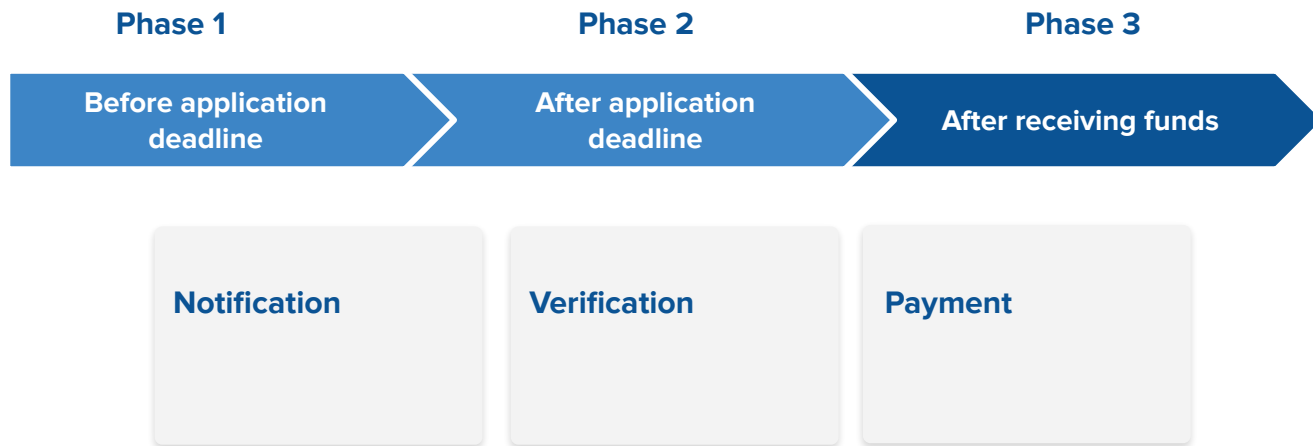 Phase 1
Phase 2
Phase 3
Before application
deadline
After application
deadline
After receiving funds
Notification
Verification
Payment